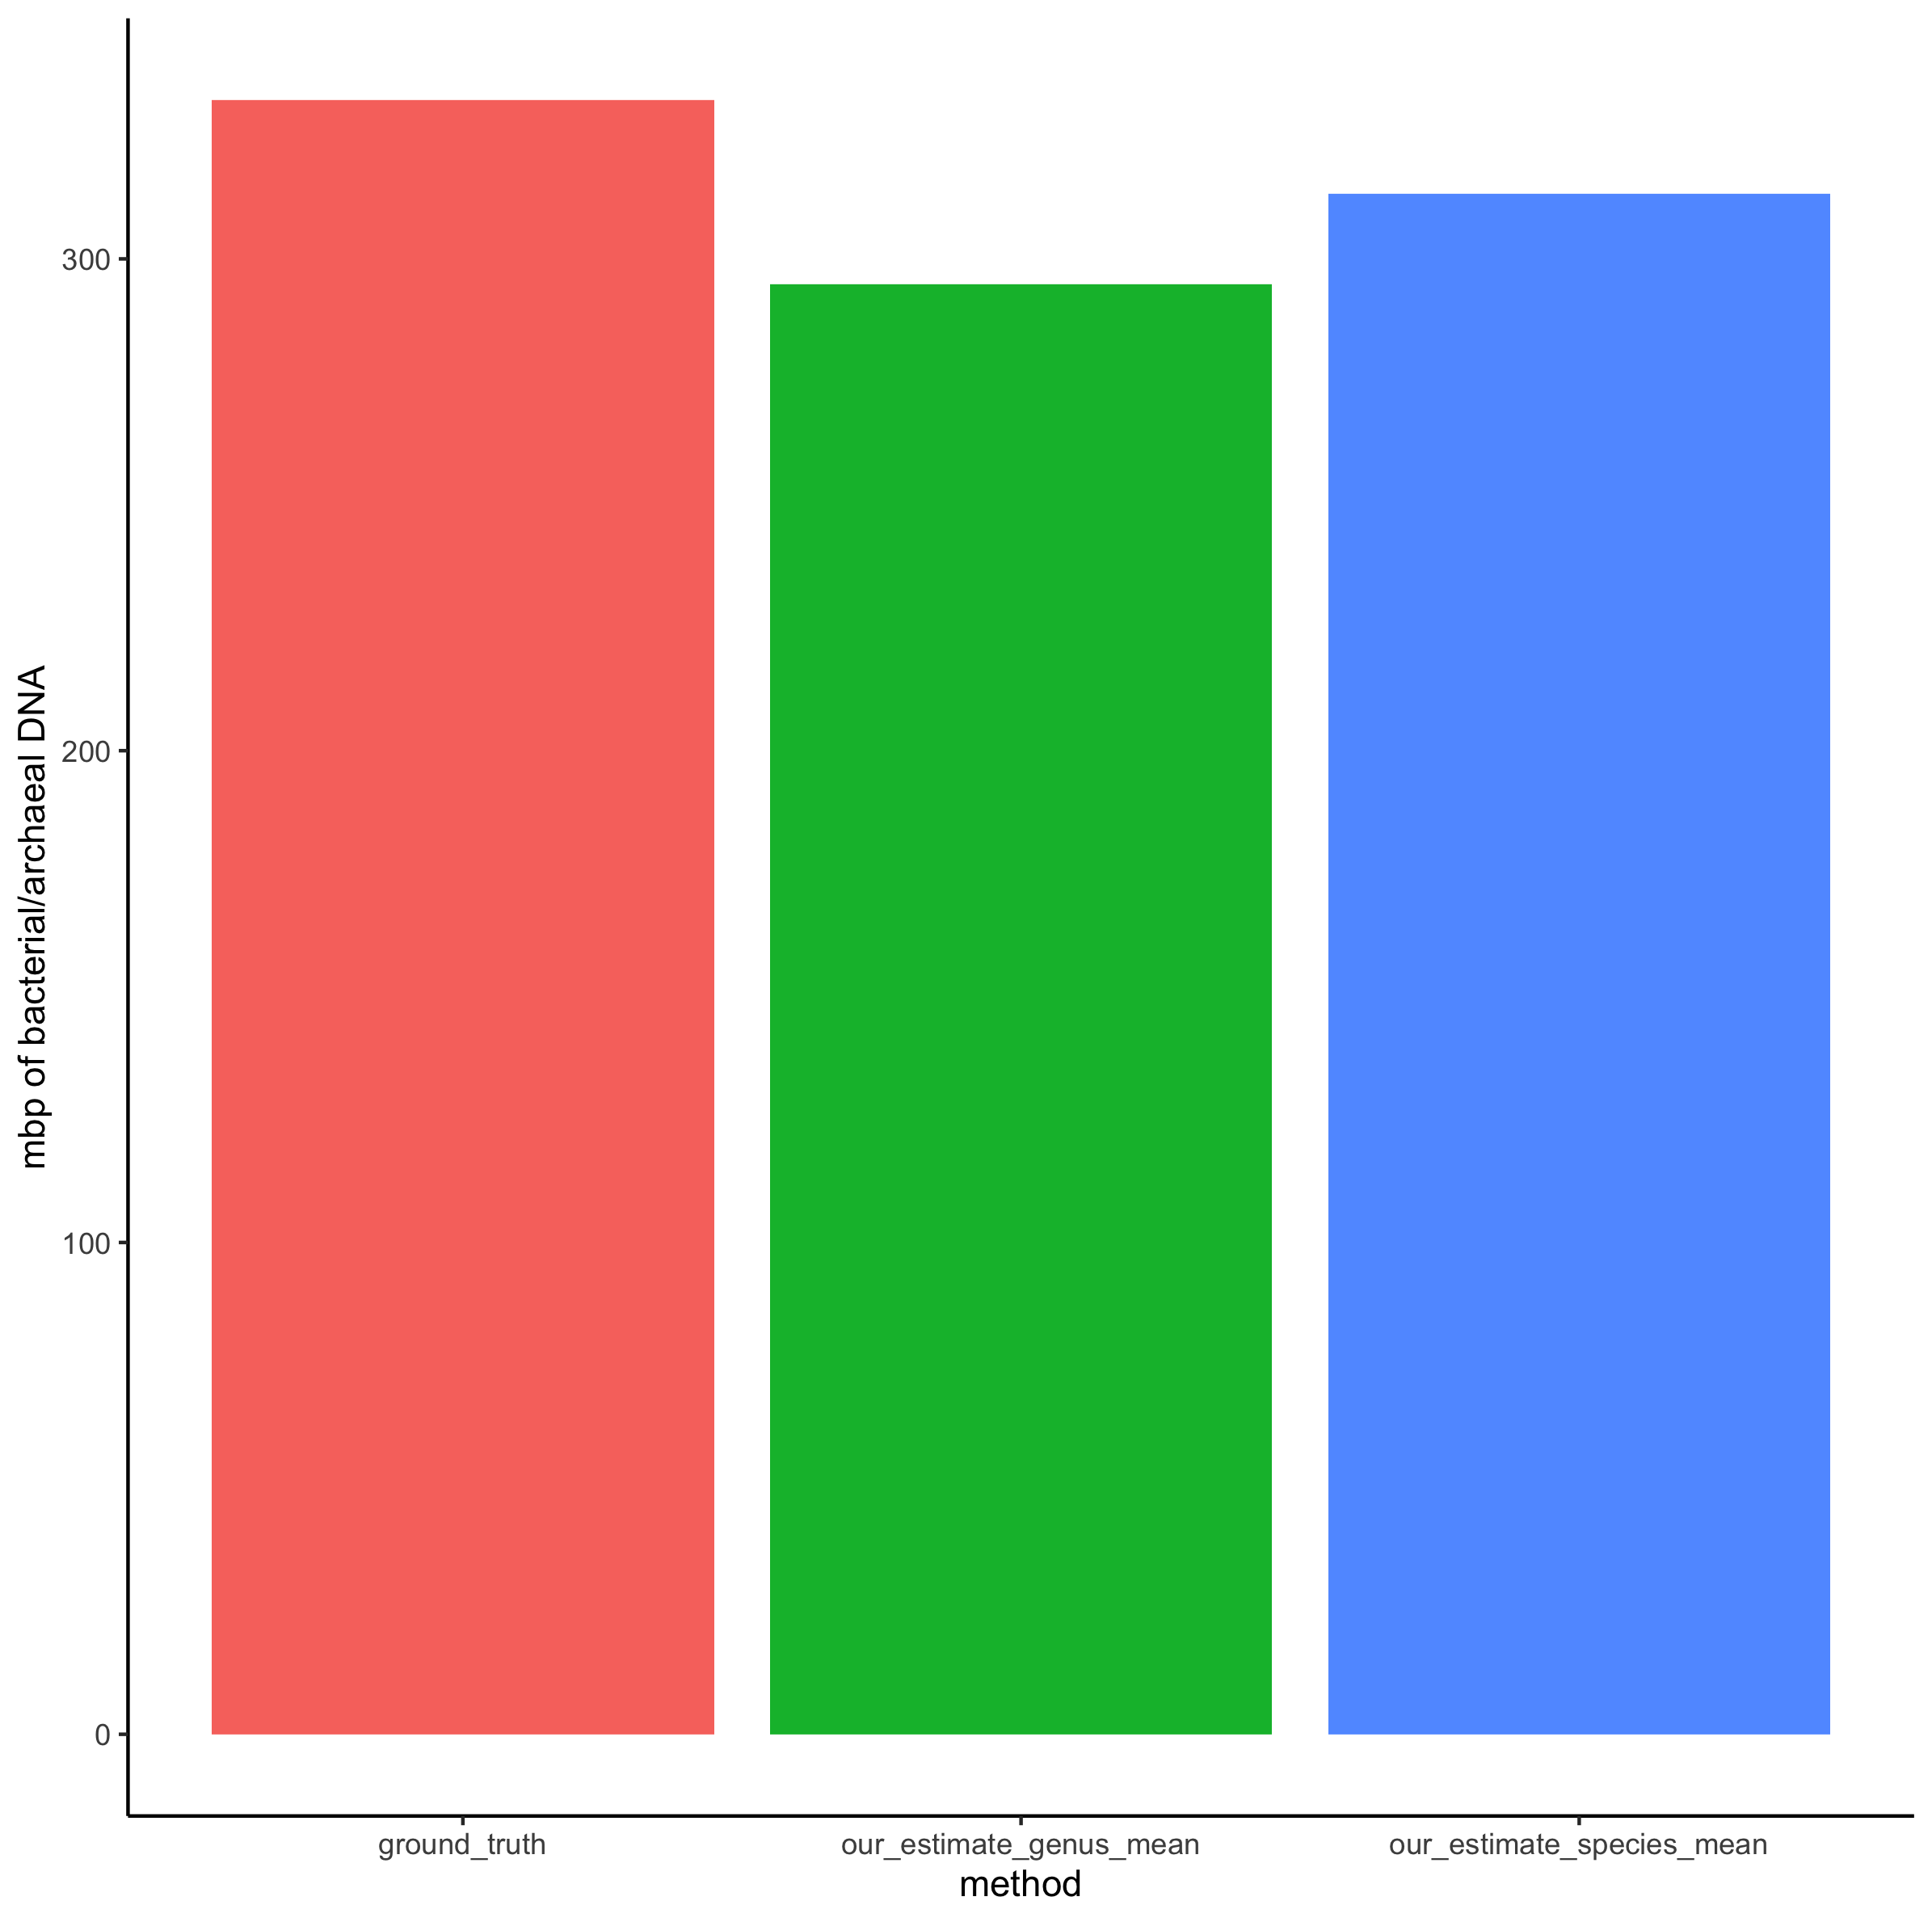 mbp of bacterial/archaeal DNA
300
200
100
0
ground_truth
our_estimate_genus_mean
our_estimate_species_mean
method